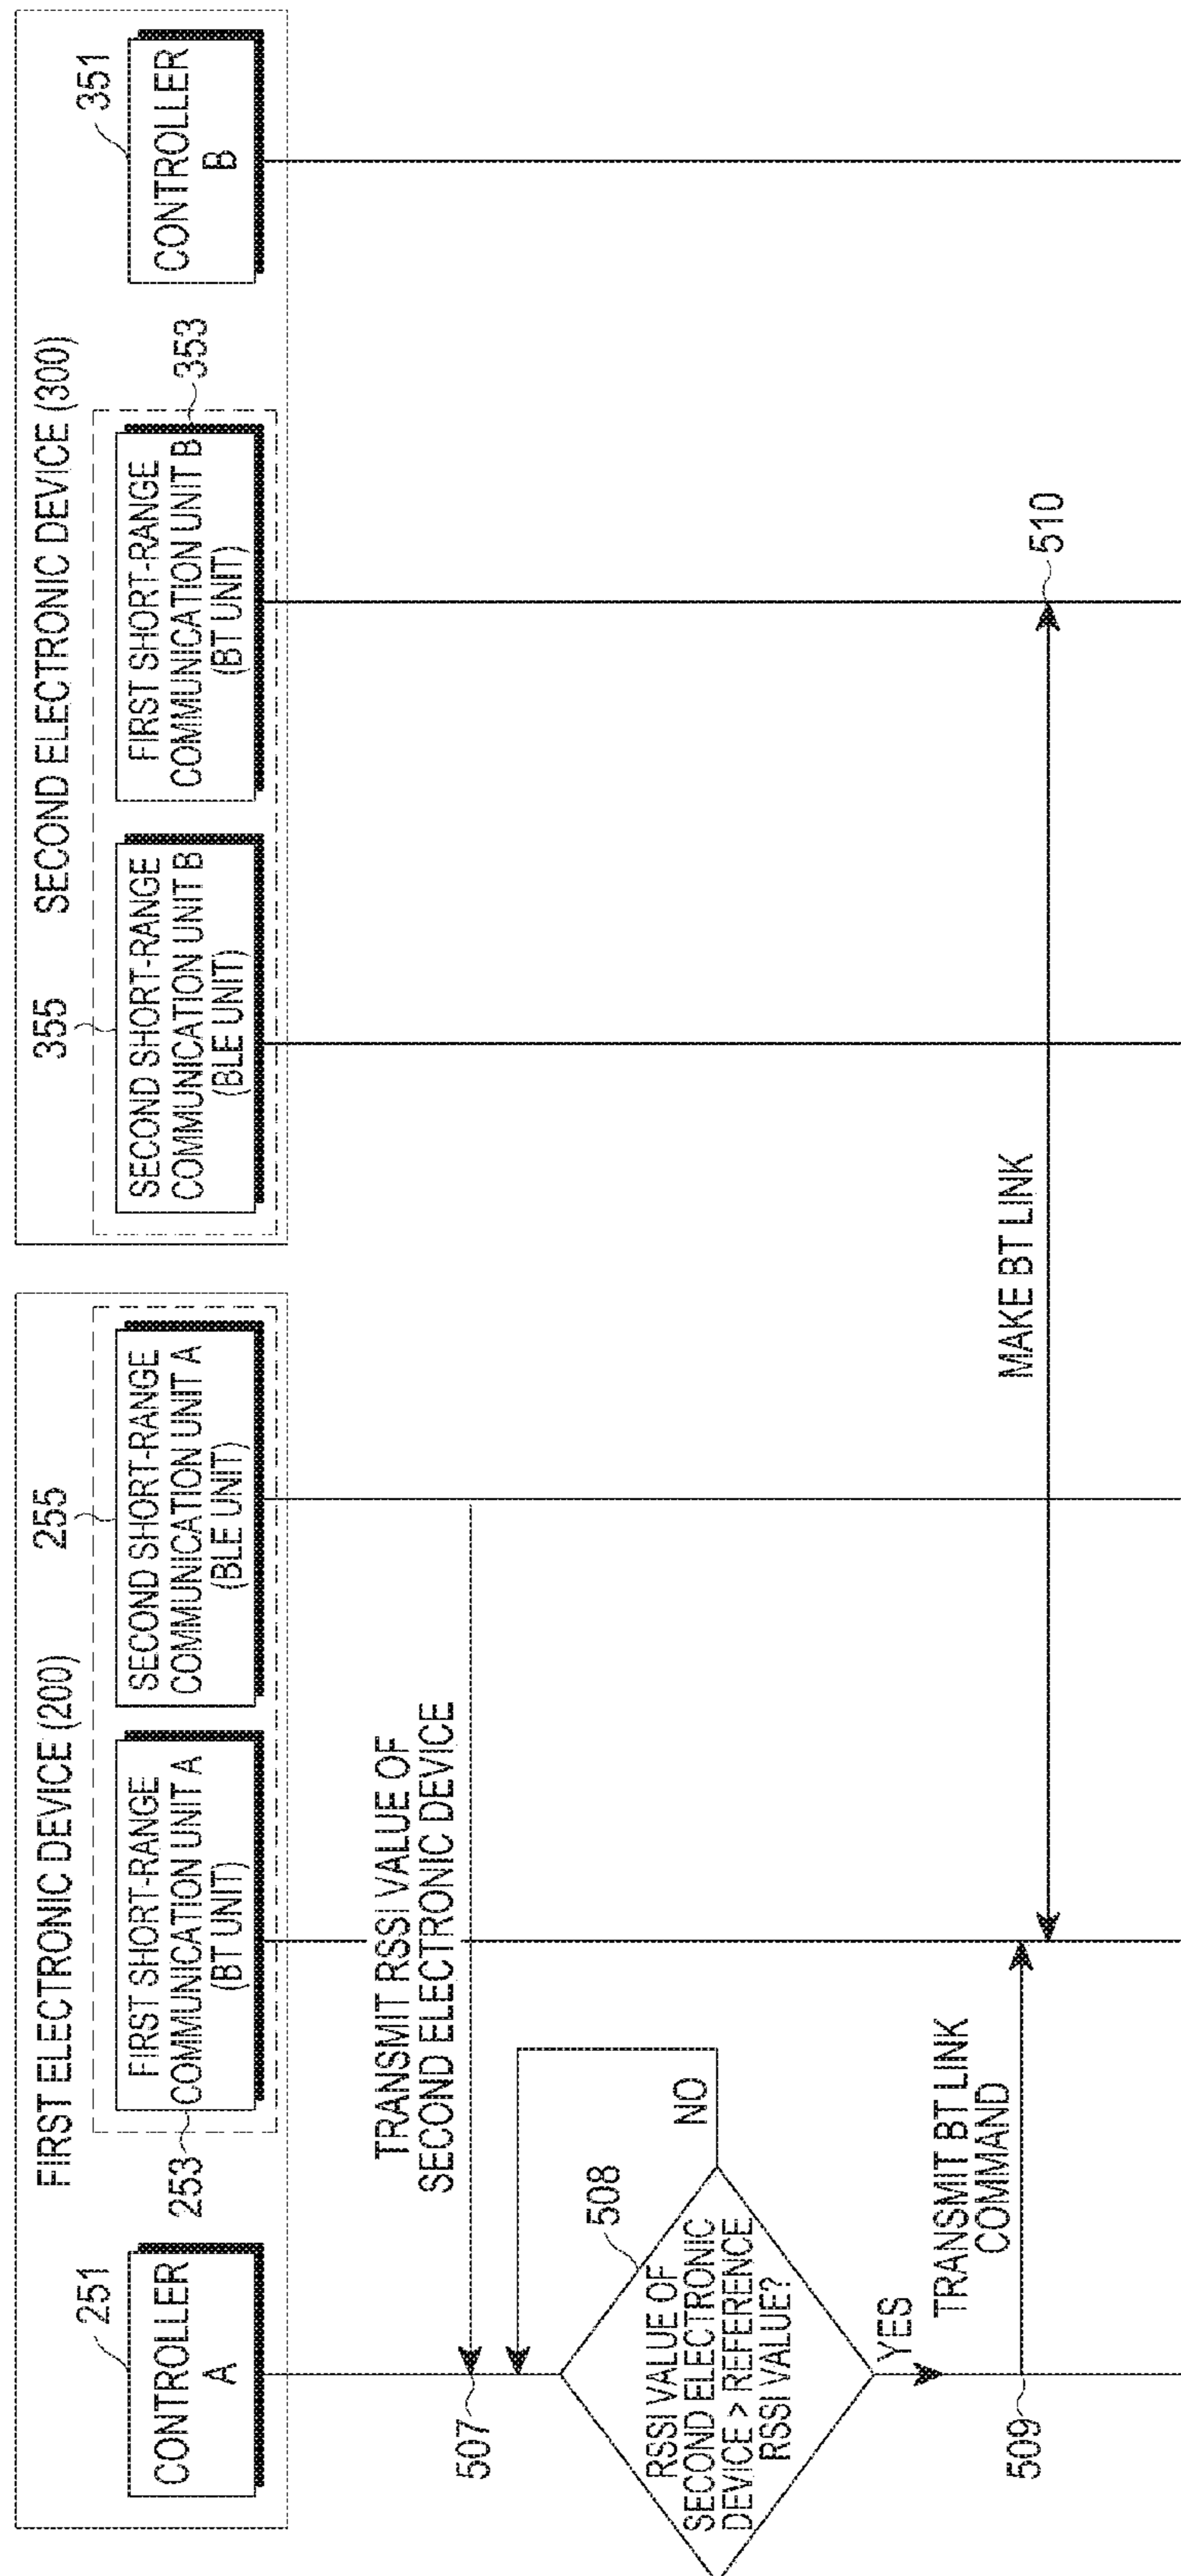 FIRST ELECTRONIC DEVICE (200)
SECOND ELECTRONIC DEVICE (300)
251
253
255
355
353
351
CONTROLLER
A
FIRST SHORT-RANGE
COMMUNICATION UNIT A
(BT UNIT)
SECOND SHORT-RANGE
COMMUNICATION UNIT A
(BLE UNIT)
SECOND SHORT-RANGE
COMMUNICATION UNIT B
(BLE UNIT)
FIRST SHORT-RANGE
COMMUNICATION UNIT B
(BT UNIT)
CONTROLLER
B
TRANSMIT RSSI VALUE OF
SECOND ELECTRONIC DEVICE
507
508
RSSI VALUE OF
SECOND ELECTRONIC
DEVICE > REFERENCE
RSSI VALUE?
NO
YES
TRANSMIT BT LINK
COMMAND
509
MAKE BT LINK
510